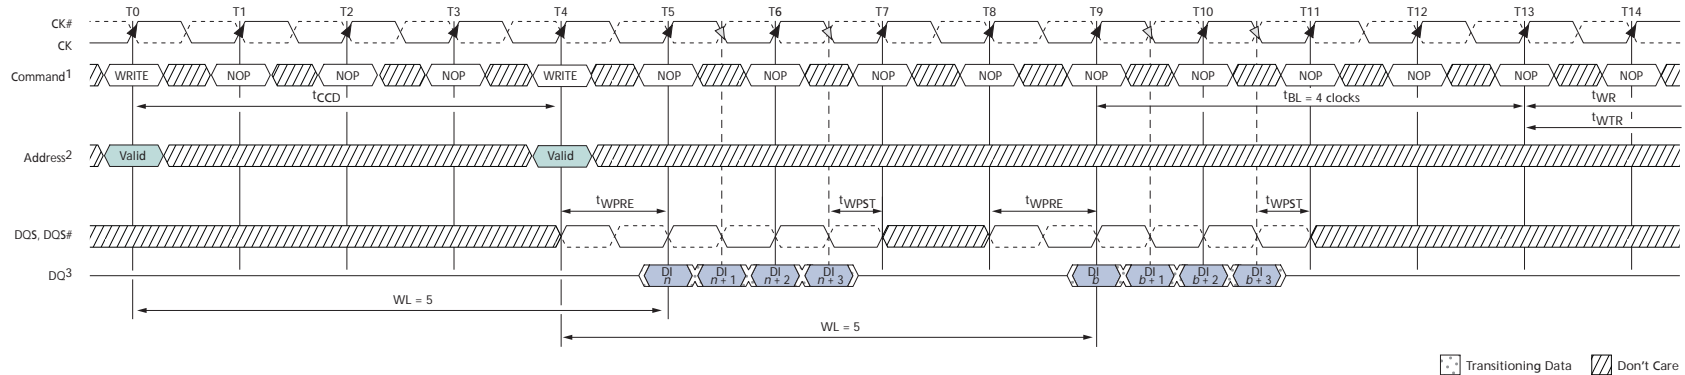 T0 T1 T2 T3 T4 T5 T6 T7 T8 T9 T10 T11 T12 T13 T14
CK#
CK
Command1 WRITE NOP NOP NOP WRITE NOP NOP NOP NOP NOP NOP NOP NOP NOP NOP
tCCD tBL = 4 clocks tWR
tWTR
Address2 Valid Valid
tWPRE tWPST tWPRE tWPST
DQS, DQS#
DQ3 DI n DI n + 1 DI n + 2 DI n + 3 DI b DI b + 1 DI b + 2 DI b + 3
WL = 5
WL = 5
Transitioning Data Don't Care